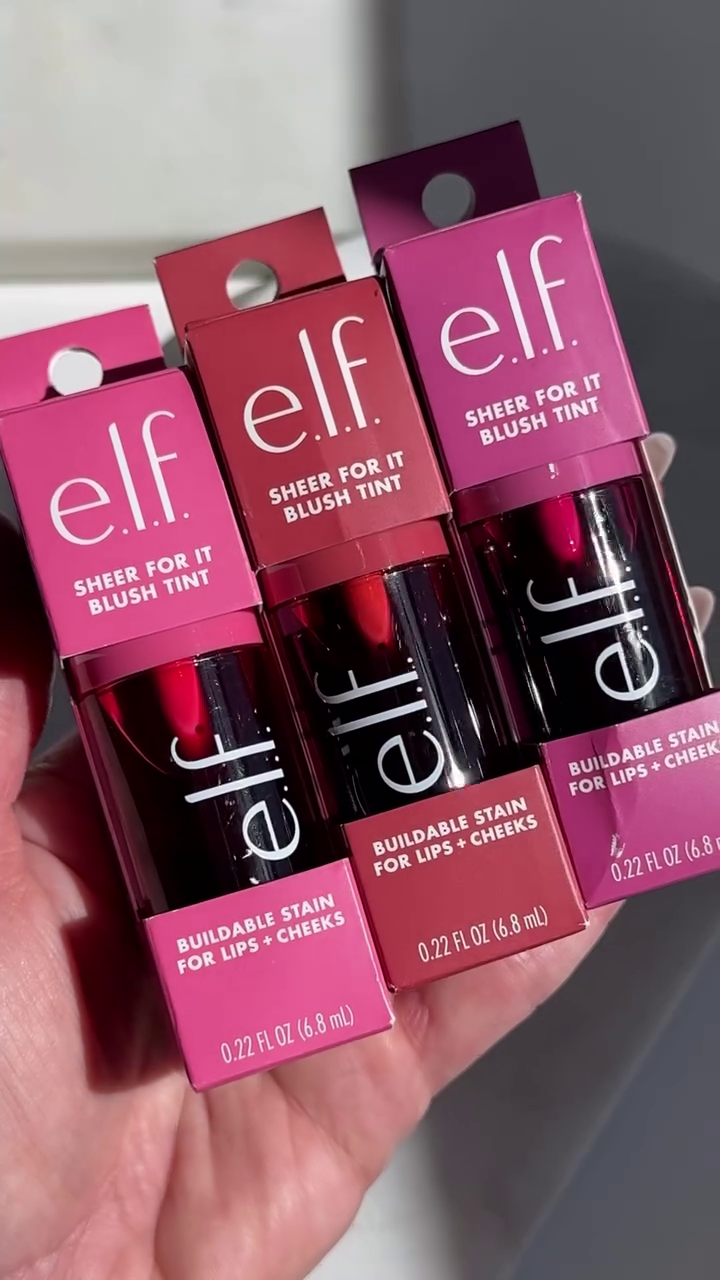 e.l.f.
SHEER FOR IT
BLUSH TINT
e.l.f.
BUILDABLE STAIN
FOR LIPS + CHEEKS
0.22 FL OZ (6.8 mL)
e.l.f.
SHEER FOR IT
BLUSH TINT
e.l.f.
BUILDABLE STAIN
FOR LIPS + CHEEKS
0.22 FL OZ (6.8 mL)
e.l.f.
SHEER FOR IT
BLUSH TINT
e.l.f.
BUILDABLE STAIN
FOR LIPS + CHEEK
0.22 FL OZ (6.8 m